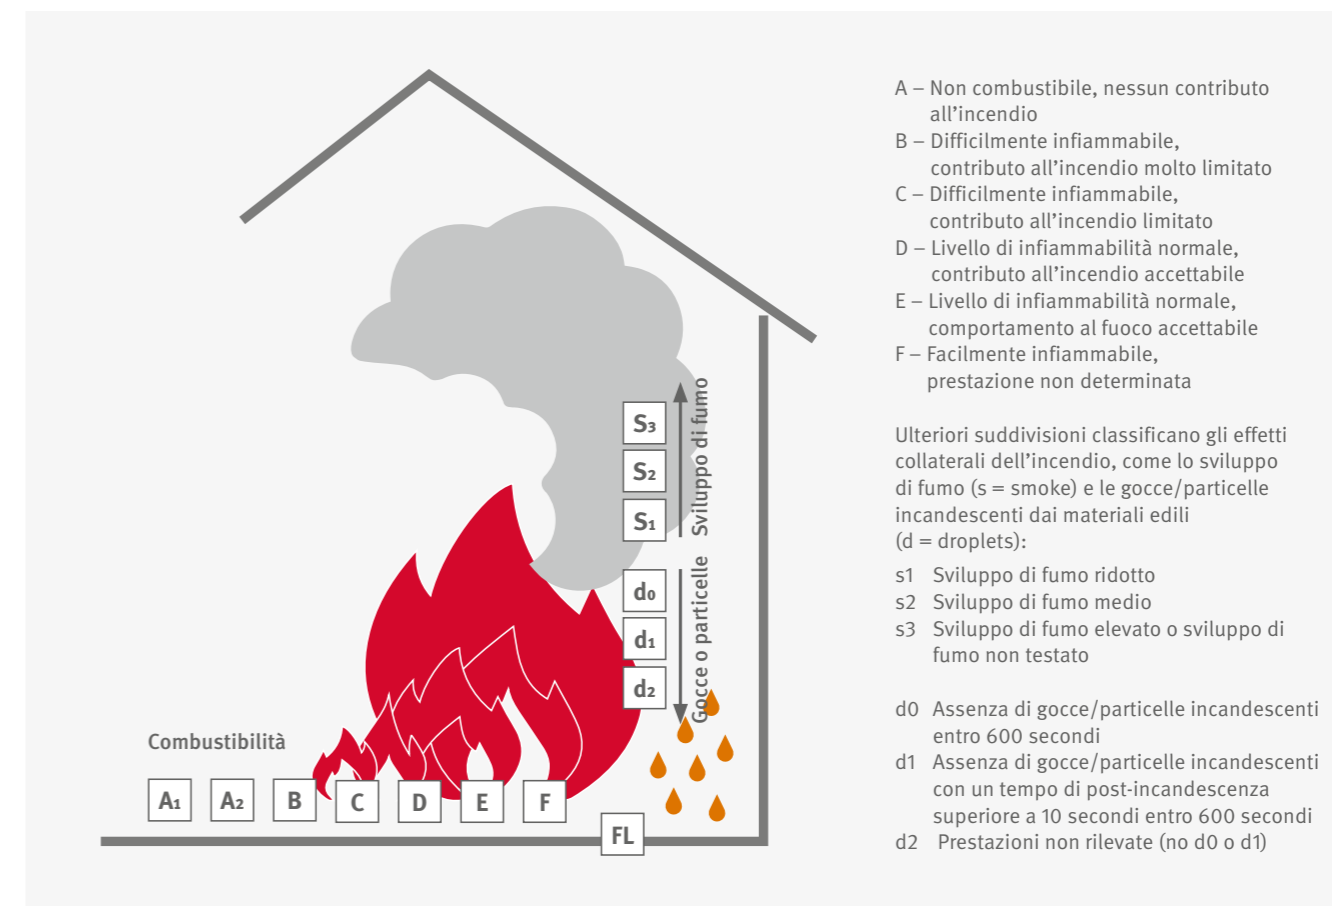 A – Non combustibile, nessun contributo
all’incendio
B – Difficilmente infiammabile,
contributo all’incendio molto limitato
C – Difficilmente infiammabile,
contributo all’incendio limitato
D – Livello di infiammabilità normale,
contributo all’incendio accettabile
E – Livello di infiammabilità normale,
comportamento al fuoco accettabile
F – Facilmente infiammabile,
prestazione non determinata
Ulteriori suddivisioni classificano gli effetti
collaterali dell’incendio, come lo sviluppo
di fumo (s = smoke) e le gocce/particelle
incandescenti dai materiali edili
(d = droplets):
s1 Sviluppo di fumo ridotto
s2 Sviluppo di fumo medio
s3 Sviluppo di fumo elevato o sviluppo di
fumo non testato
d0 Assenza di gocce/particelle incandescenti
entro 600 secondi
d1 Assenza di gocce/particelle incandescenti
con un tempo di post-incandescenza
superiore a 10 secondi entro 600 secondi
d2 Prestazioni non rilevate (no d0 o d1)
S3
S2
S1
Sviluppo di fumo
d0
d1
d2
Gocce o particelle
Combustibilità
A1 A2 B C D E F
FL